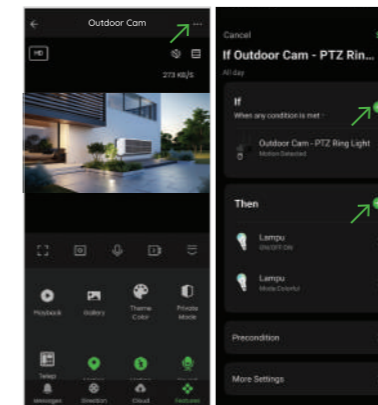 Outdoor Cam
HD
273 KB/S
Playback
Gallery
Theme
Color
Private
Mode
Setup
Messages
Direction
Cloud
Features
Cancel
If Outdoor Cam - PTZ Rin...
All day
If
When any condition is met
Outdoor Cam - PTZ Ring Light
Motion Detected
Then
Lampu
ON/OFF:ON
Lampu
Mode:Colorful
Precondition
More Settings